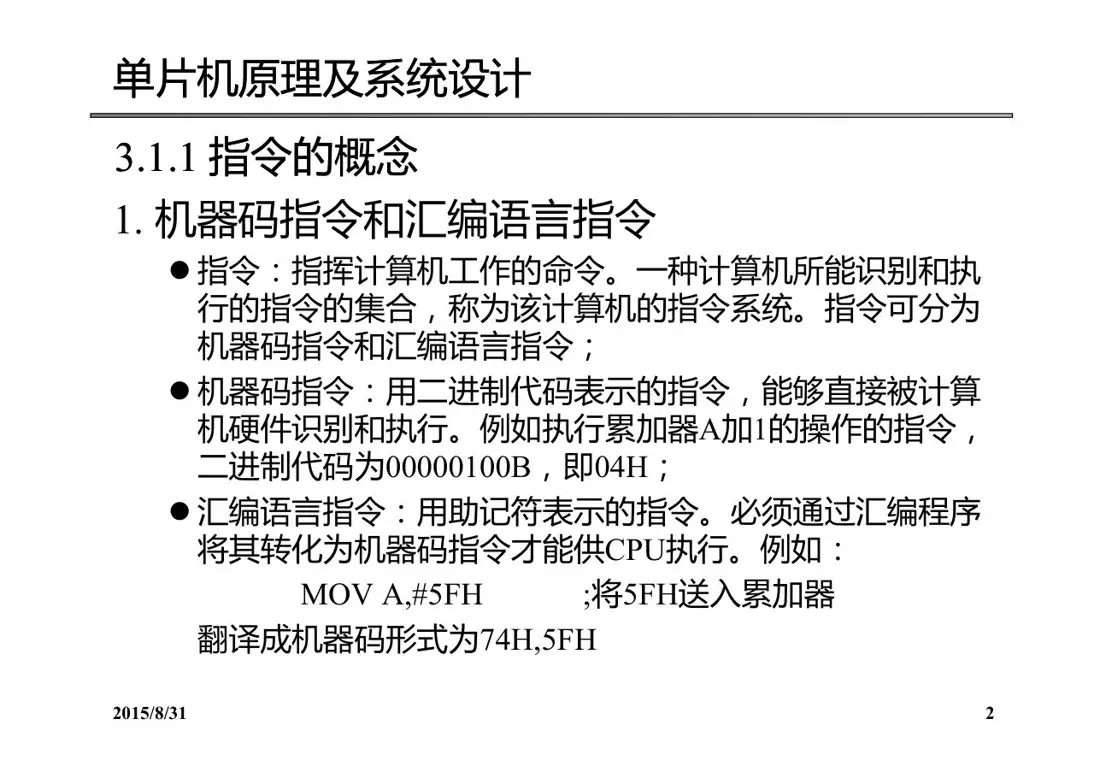 单片机原理及系统设计
3.1.1 指令的概念
1. 机器码指令和汇编语言指令
●指令：指挥计算机工作的命令。一种计算机所能识别和执
行的指令的集合，称为该计算机的指令系统。指令可分为
机器码指令和汇编语言指令；
●机器码指令：用二进制代码表示的指令，能够直接被计算
机硬件识别和执行。例如执行累加器A加1的操作的指令，
二进制代码为00000100B，即04H；
●汇编语言指令：用助记符表示的指令。必须通过汇编程序
将其转化为机器码指令才能供CPU执行。例如：
MOV A,#5FH ;将5FH送入累加器
翻译成机器码形式为74H,5FH
2015/8/31 2